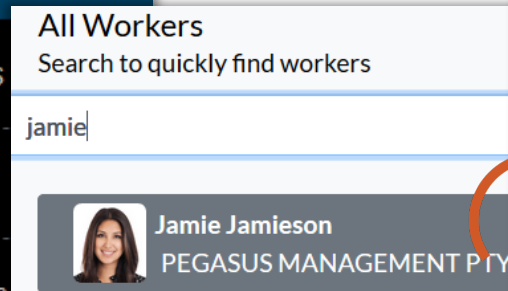 All Workers
Search to quickly find workers
jamie
Jamie Jamieson
PEGASUS MANAGEMENT PTY